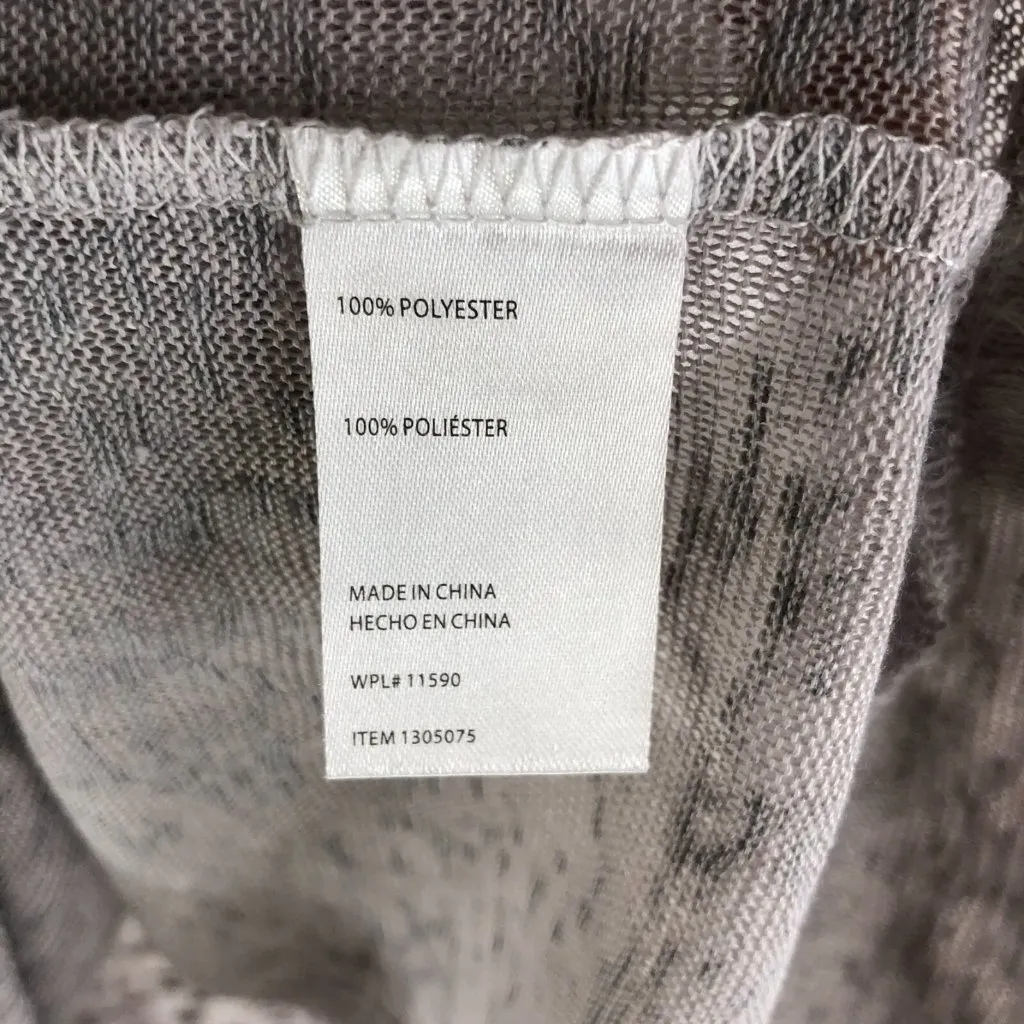 100% POLYESTER
100% POLIÉSTER
MADE IN CHINA
HECHO EN CHINA
WPL# 11590
ITEM 1305075